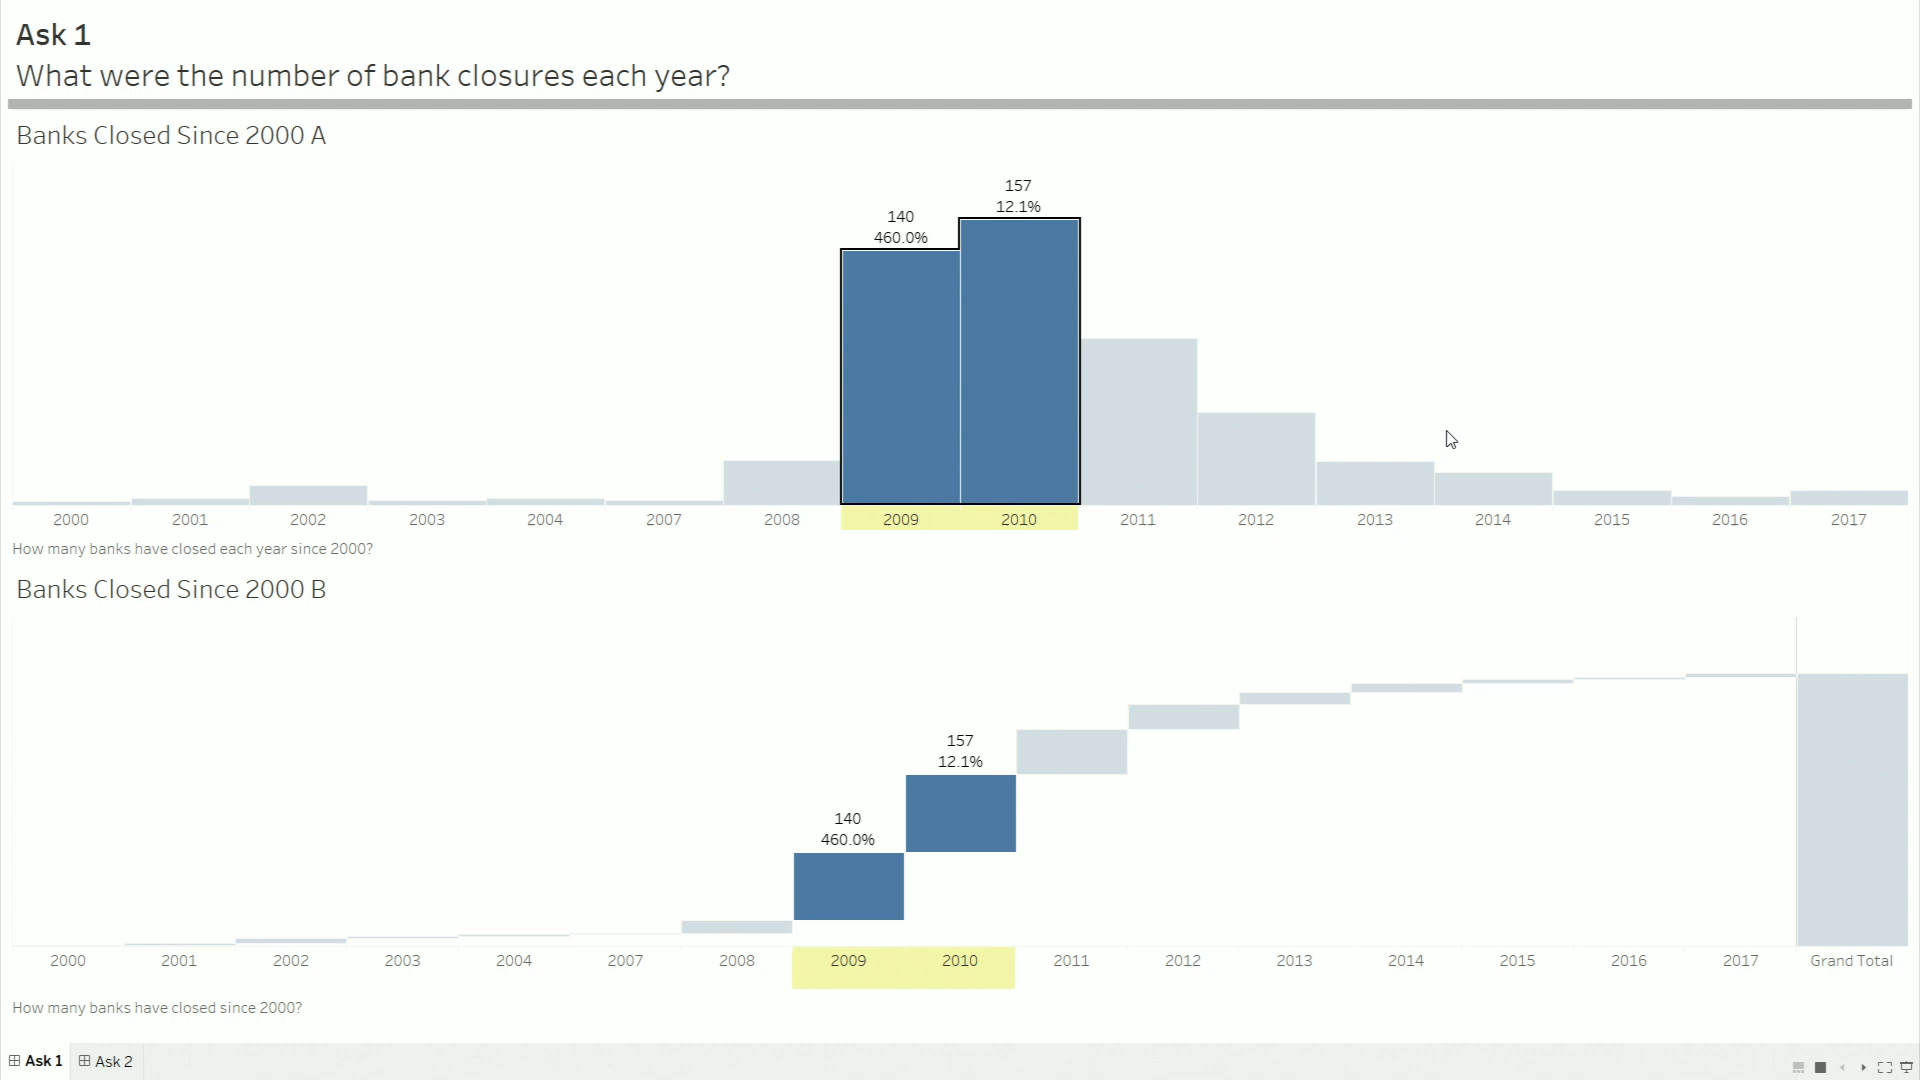 Ask 1
What were the number of bank closures each year?
Banks Closed Since 2000 A
157
12.1%
140
460.0%
2000 2001 2002 2003 2004 2007 2008 2009 2010 2011 2012 2013 2014 2015 2016 2017
How many banks have closed each year since 2000?
Banks Closed Since 2000 B
157
12.1%
140
460.0%
2000 2001 2002 2003 2004 2007 2008 2009 2010 2011 2012 2013 2014 2015 2016 2017 Grand Total
How many banks have closed since 2000?
Ask 1 Ask 2